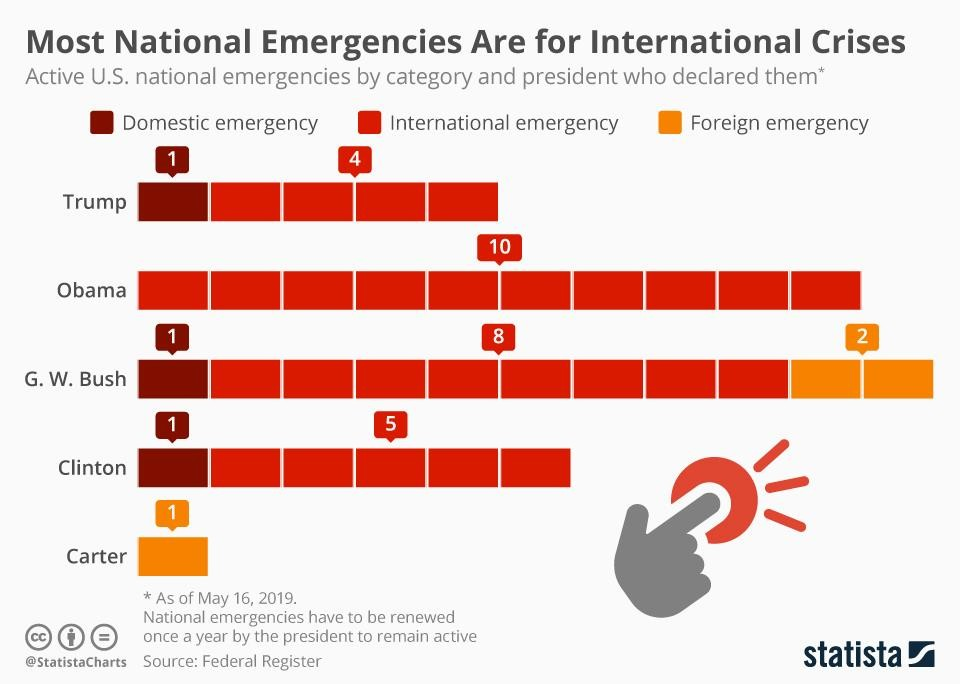 Most National Emergencies Are for International Crises
Active U.S. national emergencies by category and president who declared them*
Domestic emergency International emergency Foreign emergency
1 4
Trump
10
Obama
1 8 2
G. W. Bush
1 5
Clinton
1
Carter
* As of May 16, 2019.
National emergencies have to be renewed
once a year by the president to remain active
cc =
@StatistaCharts Source: Federal Register
statista